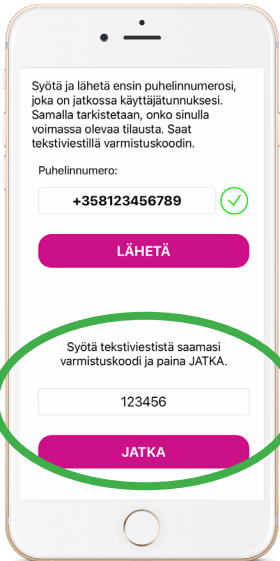 Syötä ja lähetä ensin puhelinnumerosi,
joka on jatkossa käyttäjätunnuksesi.
Samalla tarkistetaan, onko sinulla
voimassa olevaa tilausta. Saat
tekstiviestillä varmistuskoodin.
Puhelinnumero:
+358123456789
LÄHETÄ
Syötä tekstiviestistä saamasi
varmistuskoodi ja paina JATKA.
123456
JATKA